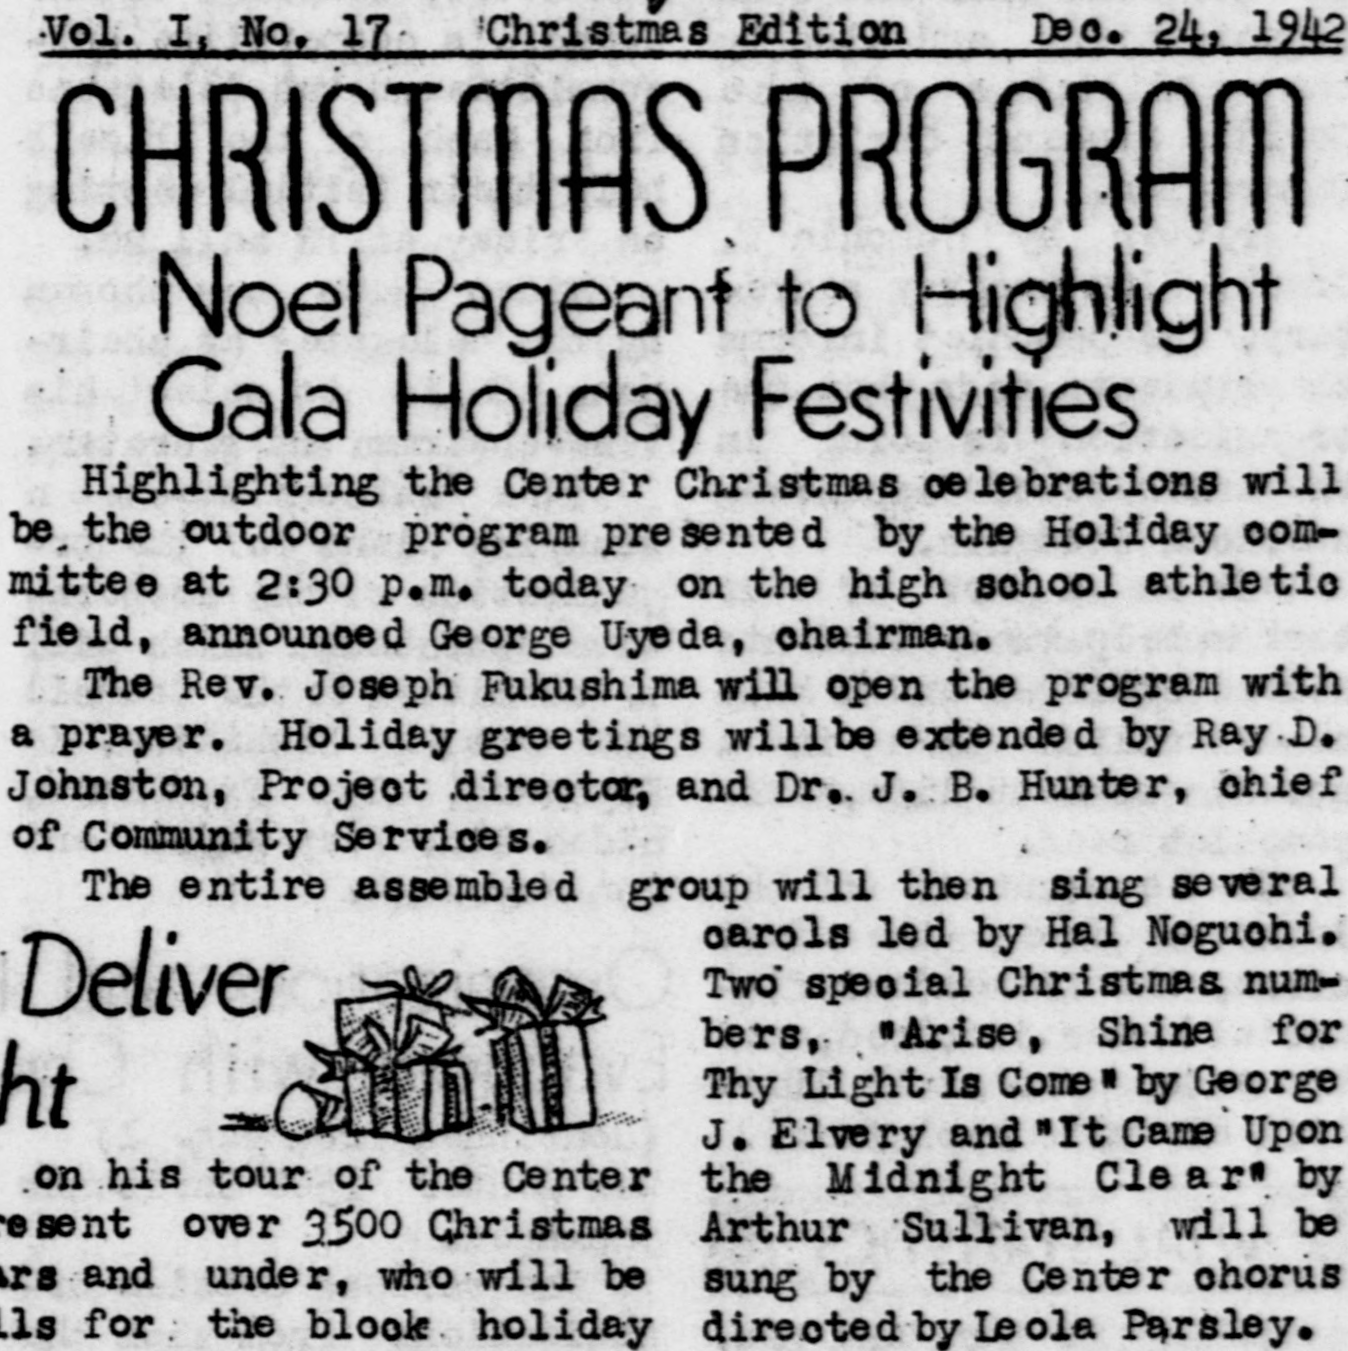 Vol. I, No. 17 Christmas Edition Dec. 24, 1942
CHRISTMAS PROGRAM
Noel Pageant to Highlight
Gala Holiday Festivities
Highlighting the Center Christmas celebrations will
be the outdoor program presented by the Holiday com-
mittee at 2:30 p.m. today on the high school athletic
field, announced George Uyeda, chairman.
The Rev. Joseph Fukushima will open the program with
a prayer. Holiday greetings will be extended by Ray D.
Johnston, Project director, and Dr. J. B. Hunter, chief
of Community Services.
The entire assembled group will then sing several
carols led by Hal Noguchi.
Two special Christmas num-
bers, "Arise, Shine for
Thy Light Is Come" by George
J. Elvery and "It Came Upon
the Midnight Clear" by
Arthur Sullivan, will be
sung by the Center chorus
directed by Leola Parsley.
Deliver
ht
on his tour of the Center
resent over 3500 Christmas
ars and under, who will be
lls for the block holiday